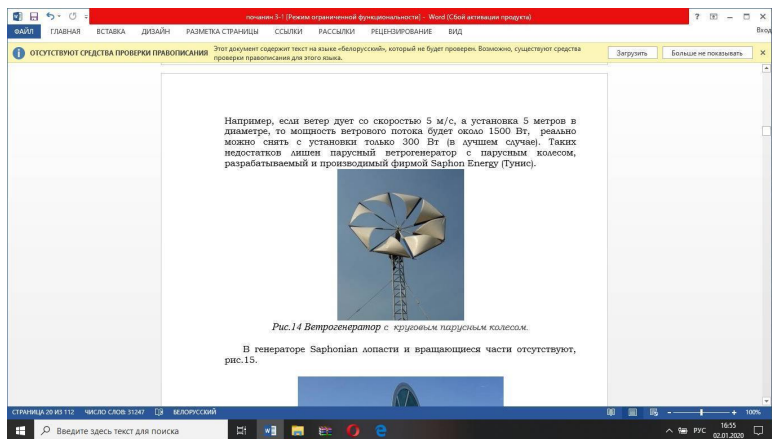 почанин 3-1 [Режим ограниченной функциональности] - Word (Сбой активации продукта)
ФАЙЛ ГЛАВНАЯ ВСТАВКА ДИЗАЙН РАЗМЕТКА СТРАНИЦЫ ССЫЛКИ РАССЫЛКИ РЕЦЕНЗИРОВАНИЕ ВИД Вход
ОТСУТСТВУЮТ СРЕДСТВА ПРОВЕРКИ ПРАВОПИСАНИЯ Этот документ содержит текст на языке «белорусский», который не будет проверен. Возможно, существуют средства
проверки правописания для этого языка.
Загрузить Больше не показывать
Например, если ветер дует со скоростью 5 м/с, а установка 5 метров в
диаметре, то мощность ветрового потока будет около 1500 Вт, реально
можно снять с установки только 300 Вт (в лучшем случае). Таких
недостатков лишен парусный ветрогенератор с парусным колесом,
разрабатываемый и производимый фирмой Saphon Energy (Тунис).
Рис.14 Ветрогенератор с круговым парусным колесом.
В генераторе Saphonian лопасти и вращающиеся части отсутствуют,
рис.15.
СТРАНИЦА 20 ИЗ 112 ЧИСЛО СЛОВ: 31247 БЕЛОРУССКИЙ 100%
Введите здесь текст для поиска
РУС 16:55
02.01.2020